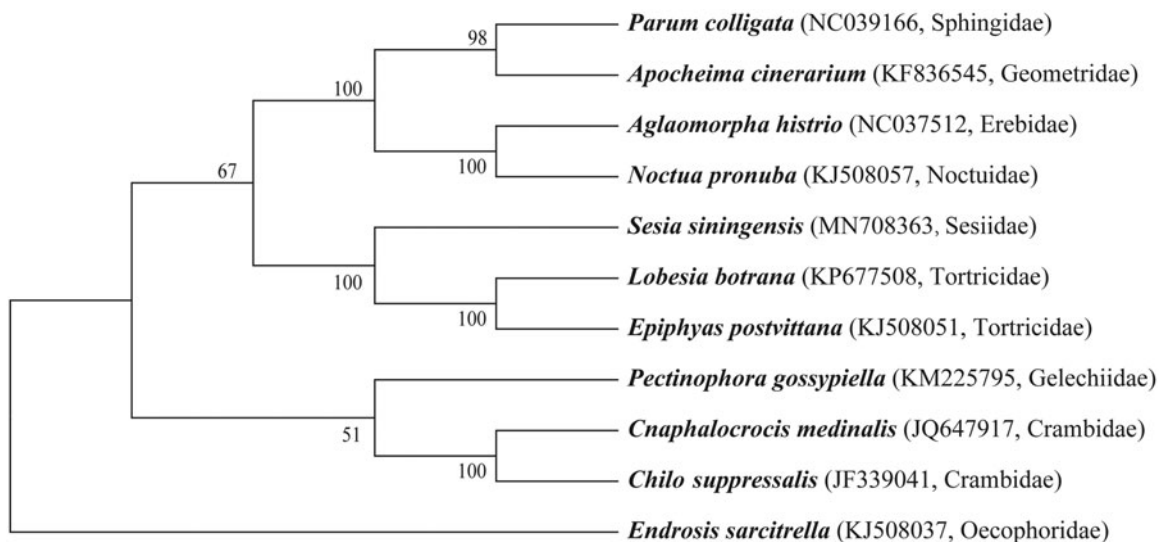 Parum colligata (NC039166, Sphingidae)
98
Apocheima cinerarium (KF836545, Geometridae)
100
Aglaomorpha histrio (NC037512, Erebidae)
100
67
Noctua pronuba (KJ508057, Noctuidae)
Sesia siningensis (MN708363, Sesiidae)
100
Lobesia botrana (KP677508, Tortricidae)
100
Epiphyas postvittana (KJ508051, Tortricidae)
Pectinophora gossypiella (KM225795, Gelechiidae)
51
Cnaphalocrocis medinalis (JQ647917, Crambidae)
100
Chilo suppressalis (JF339041, Crambidae)
Endrosis sarcitrella (KJ508037, Oecophoridae)